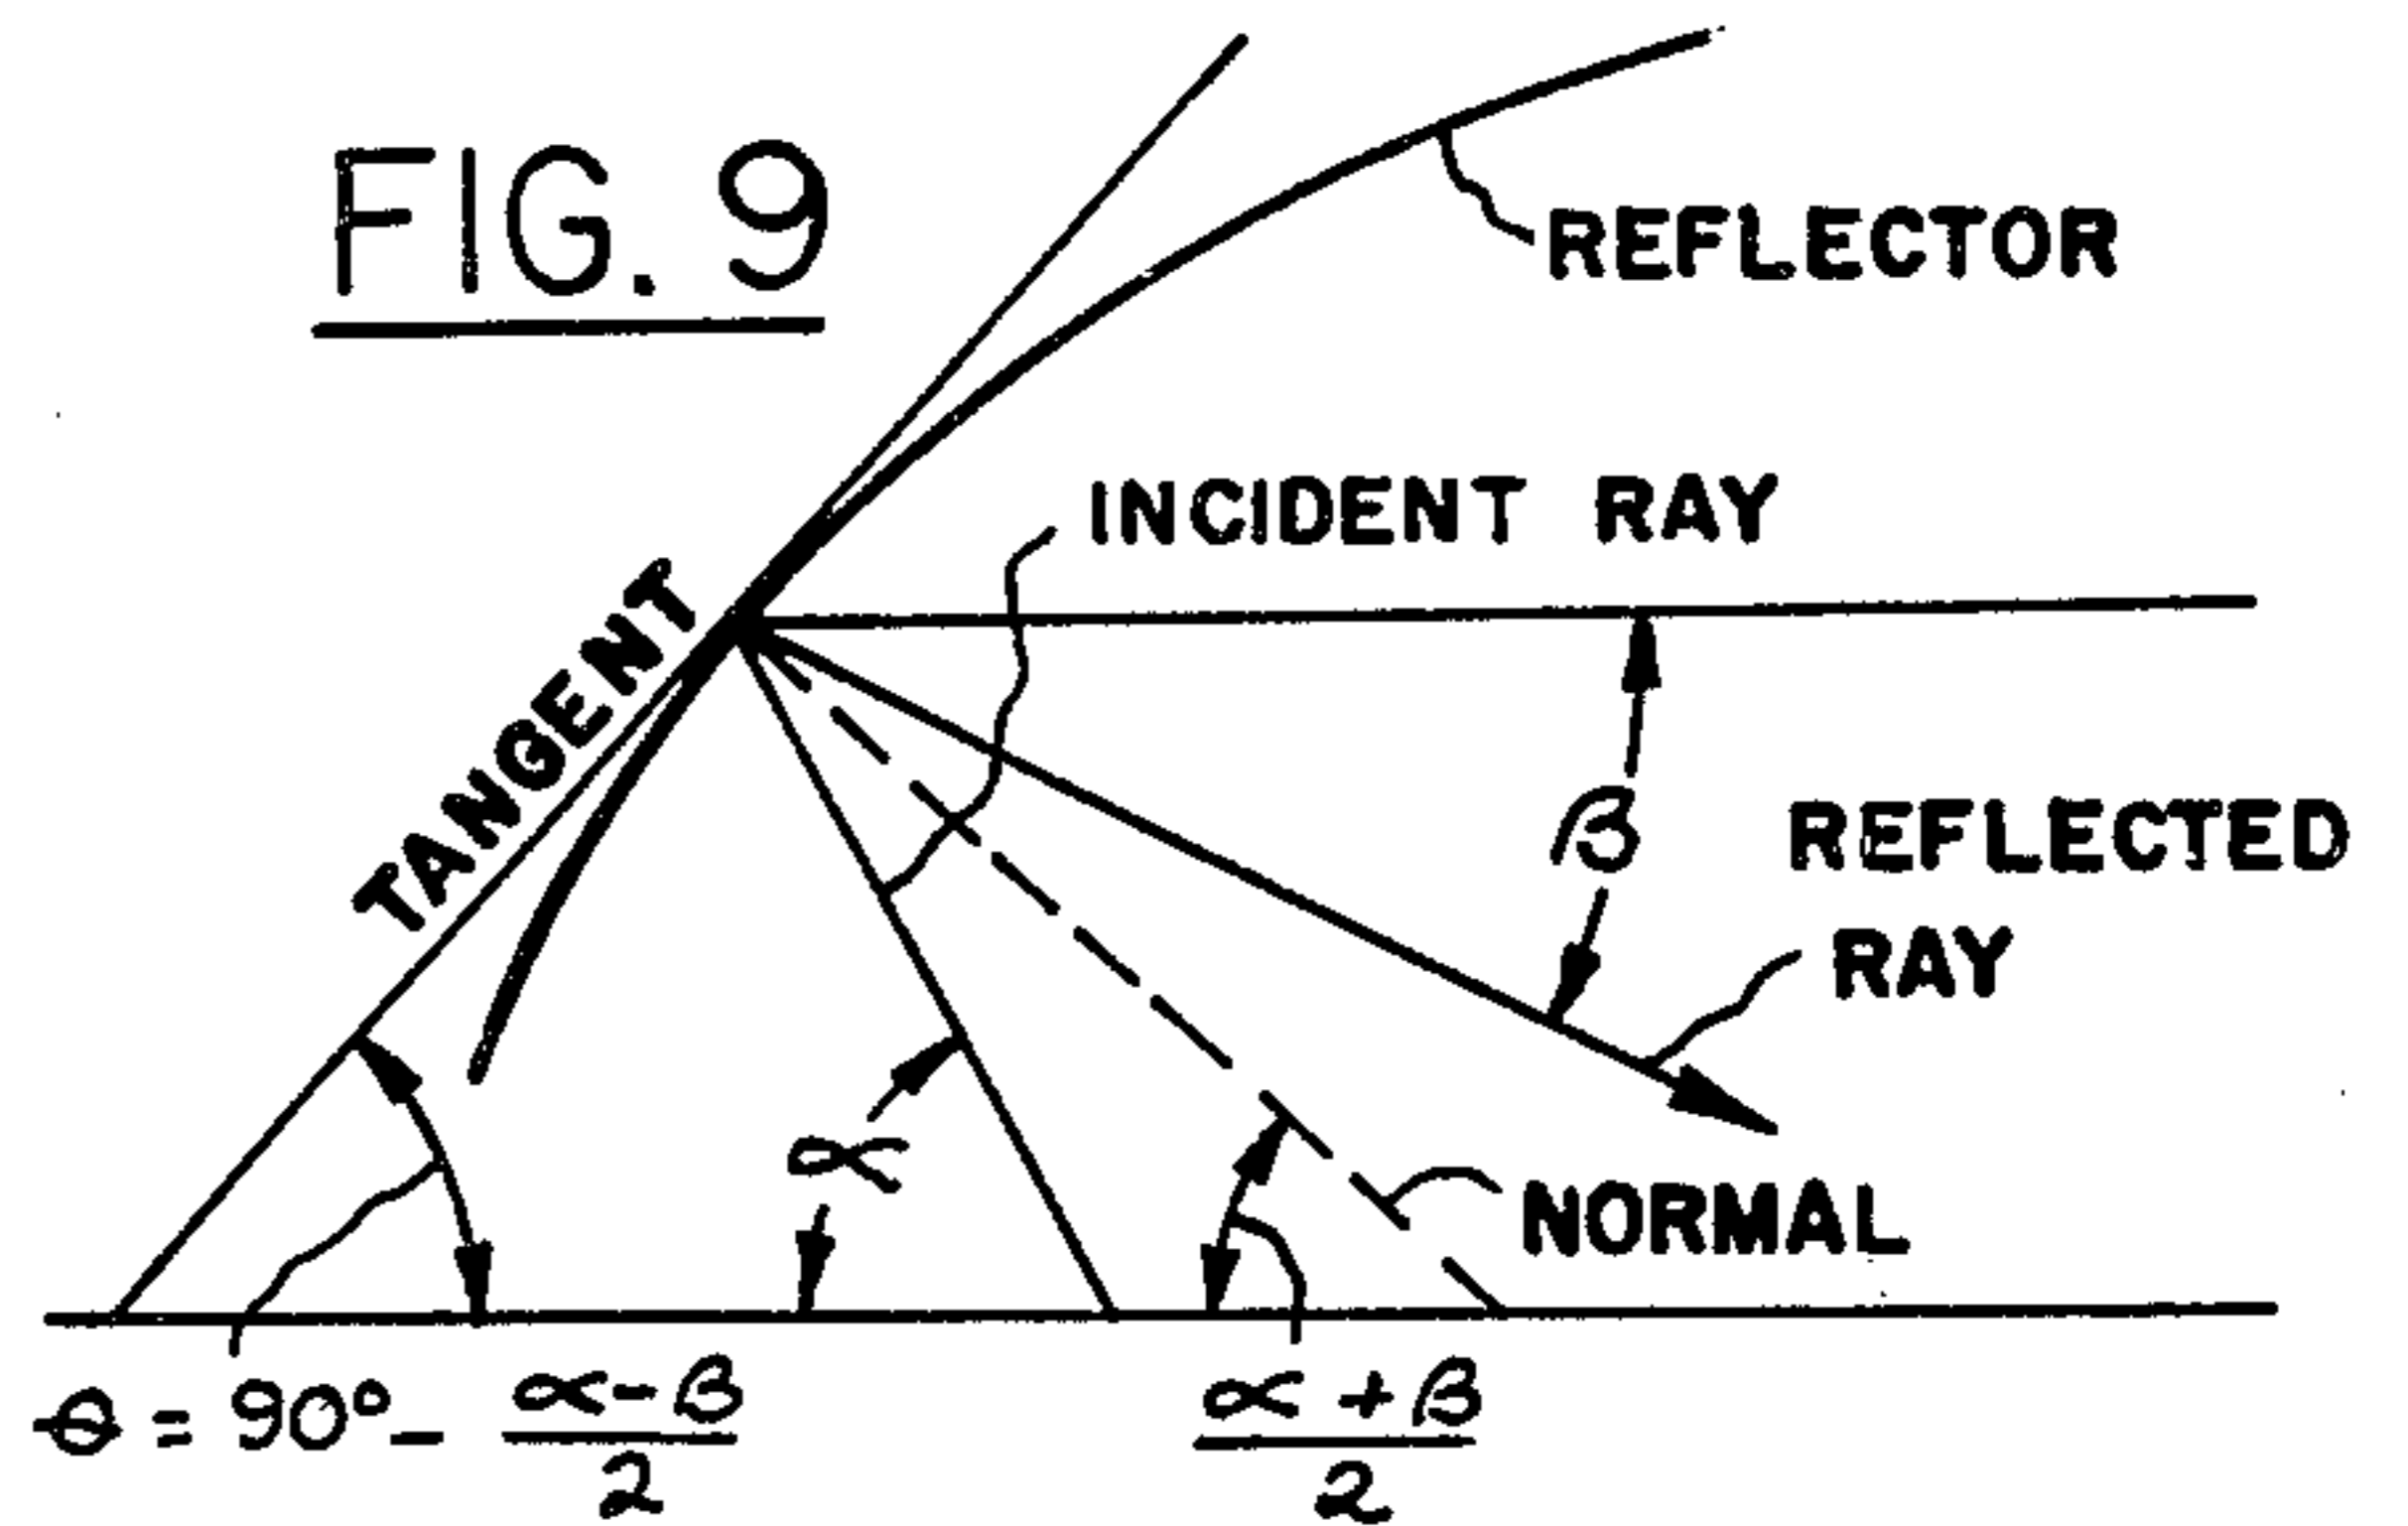 FIG. 9
REFLECTOR
INCIDENT RAY
TANGENT
β
REFLECTED
RAY
α
NORMAL
θ = 90° - α-β/2
α+β/2